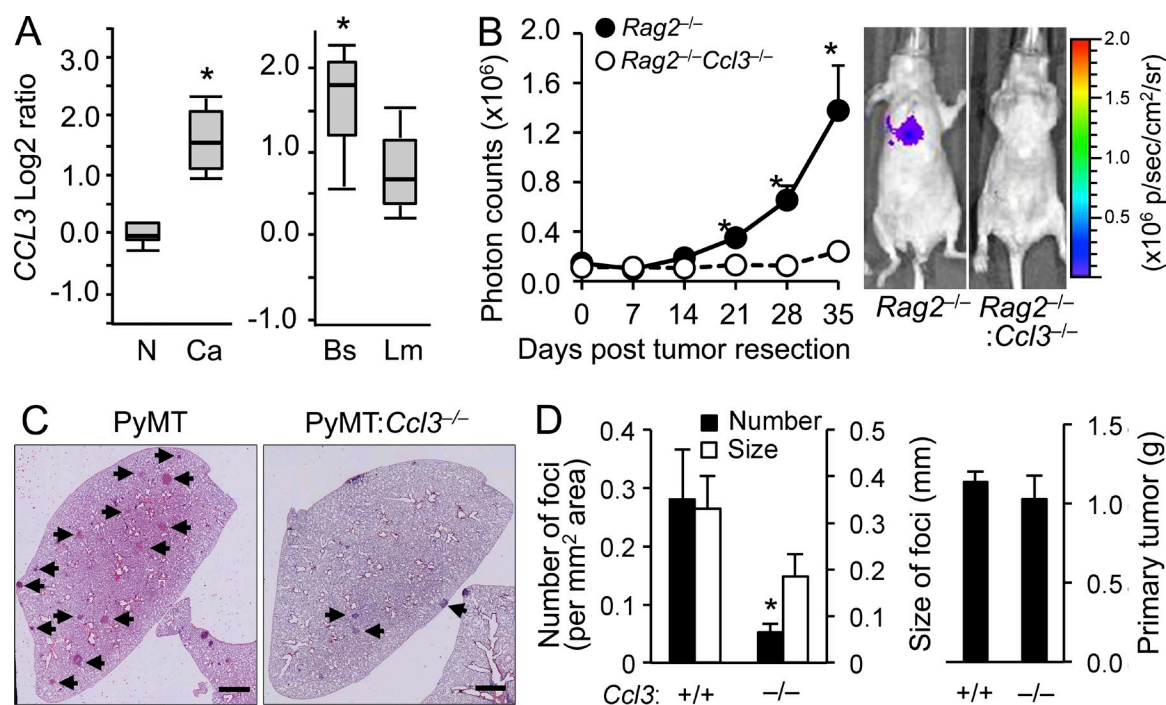 A
CCL3 Log2 ratio
3.0
2.0
1.0
0.0
-1.0
*
N Ca
2.0
1.0
0.0
-1.0
*
Bs Lm
B
Rag2–/–
Rag2–/–Ccl3–/–
Photon counts (x10⁶)
2.0
1.6
1.2
0.8
0.4
0.0
* * *
0 7 14 21 28 35
Days post tumor resection
Rag2–/–
Rag2–/–
:Ccl3–/–
2.0
1.5
1.0
0.5
(x10⁶ p/sec/cm²/sr)
C
PyMT
PyMT:Ccl3–/–
D
Number
Size
Number of foci
(per mm² area)
0.4
0.3
0.2
0.1
0
*
0.5
0.4
0.3
0.2
0.1
0
Size of foci (mm)
Ccl3: +/+ –/–
1.5
1.0
0.5
0.0
Primary tumor (g)
+/+ –/–